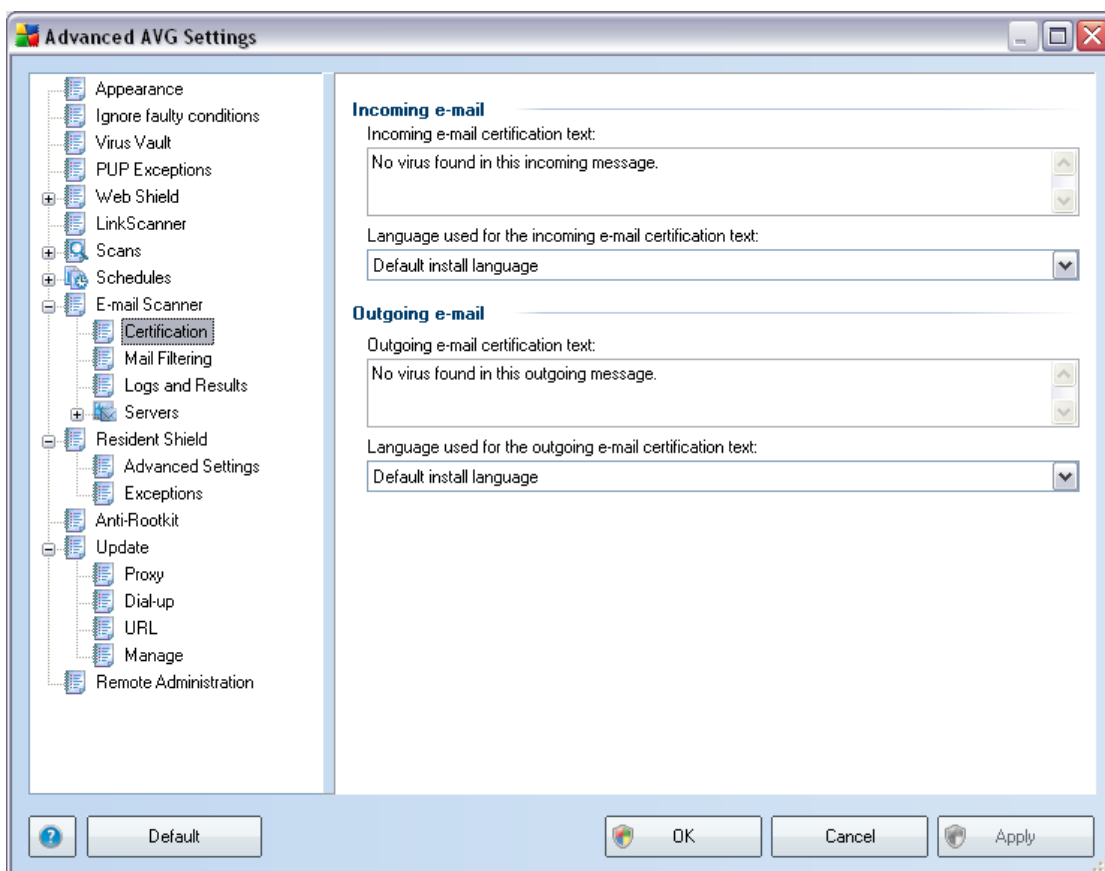 Advanced AVG Settings
Appearance
Ignore faulty conditions
Virus Vault
PUP Exceptions
Web Shield
LinkScanner
Scans
Schedules
E-mail Scanner
Certification
Mail Filtering
Logs and Results
Servers
Resident Shield
Advanced Settings
Exceptions
Anti-Rootkit
Update
Proxy
Dial-up
URL
Manage
Remote Administration
Incoming e-mail
Incoming e-mail certification text:
No virus found in this incoming message.
Language used for the incoming e-mail certification text:
Default install language
Outgoing e-mail
Outgoing e-mail certification text:
No virus found in this outgoing message.
Language used for the outgoing e-mail certification text:
Default install language
? Default OK Cancel Apply